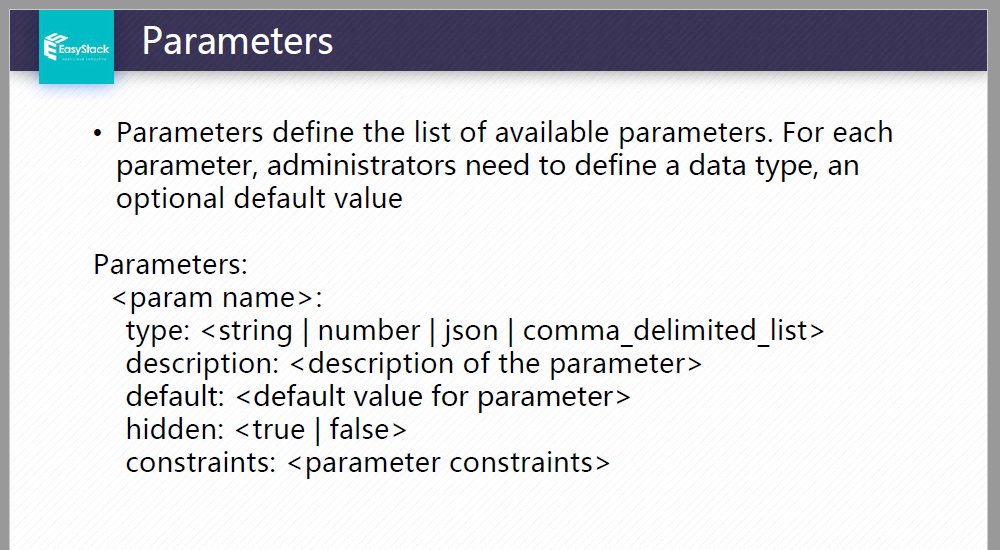 EasyStack
Parameters
• Parameters define the list of available parameters. For each
parameter, administrators need to define a data type, an
optional default value
Parameters:
<param name>:
type: <string | number | json | comma_delimited_list>
description: <description of the parameter>
default: <default value for parameter>
hidden: <true | false>
constraints: <parameter constraints>